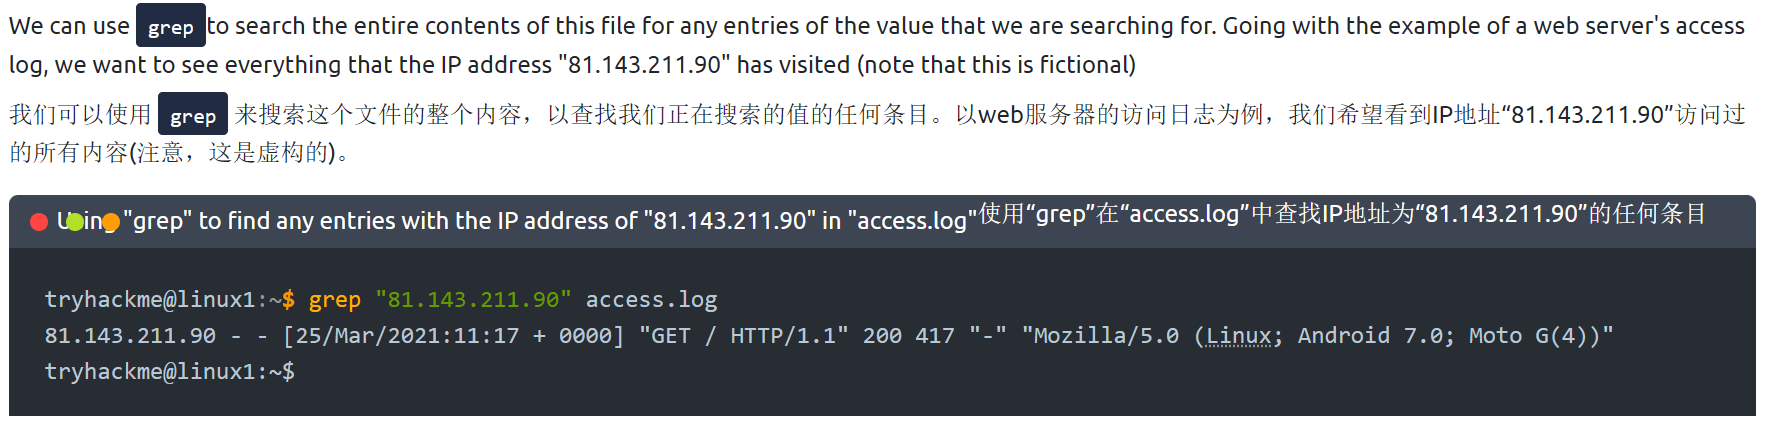 We can use grep to search the entire contents of this file for any entries of the value that we are searching for. Going with the example of a web server's access
log, we want to see everything that the IP address "81.143.211.90" has visited (note that this is fictional)
我们可以使用 grep 来搜索这个文件的整个内容，以查找我们正在搜索的值的任何条目。以web服务器的访问日志为例，我们希望看到IP地址“81.143.211.90”访问过
的所有内容(注意，这是虚构的)。
Using "grep" to find any entries with the IP address of "81.143.211.90" in "access.log"使用“grep”在“access.log”中查找IP地址为“81.143.211.90”的任何条目
tryhackme@linux1:~$ grep "81.143.211.90" access.log
81.143.211.90 - - [25/Mar/2021:11:17 + 0000] "GET / HTTP/1.1" 200 417 "-" "Mozilla/5.0 (Linux; Android 7.0; Moto G(4))"
tryhackme@linux1:~$